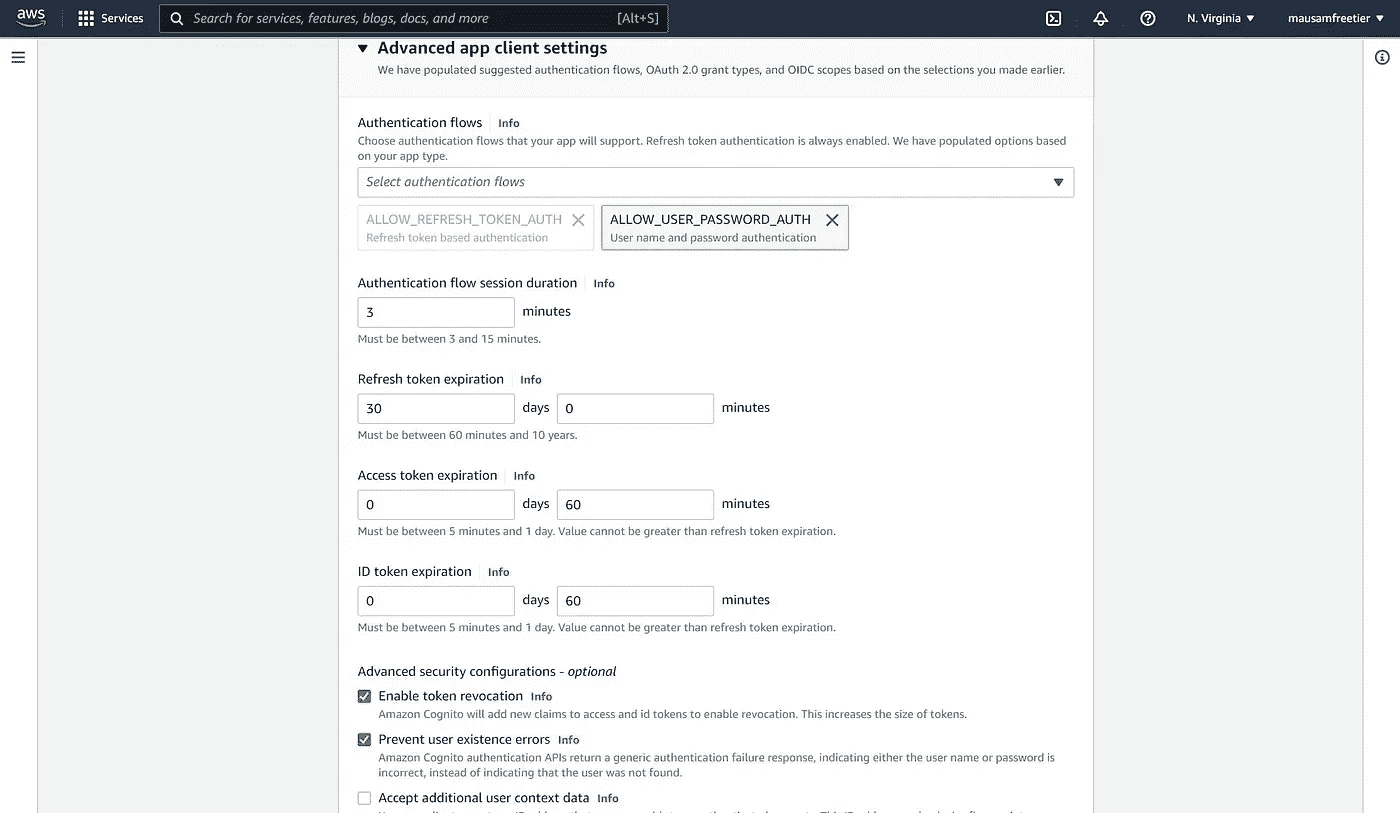 aws
Services
Search for services, features, blogs, docs, and more
[Alt+S]
N. Virginia
mausamfreetier
Advanced app client settings
We have populated suggested authentication flows, OAuth 2.0 grant types, and OIDC scopes based on the selections you made earlier.
Authentication flows Info
Choose authentication flows that your app will support. Refresh token authentication is always enabled. We have populated options based
on your app type.
Select authentication flows
ALLOW_REFRESH_TOKEN_AUTH
Refresh token based authentication
ALLOW_USER_PASSWORD_AUTH
User name and password authentication
Authentication flow session duration Info
3 minutes
Must be between 3 and 15 minutes.
Refresh token expiration Info
30 days 0 minutes
Must be between 60 minutes and 10 years.
Access token expiration Info
0 days 60 minutes
Must be between 5 minutes and 1 day. Value cannot be greater than refresh token expiration.
ID token expiration Info
0 days 60 minutes
Must be between 5 minutes and 1 day. Value cannot be greater than refresh token expiration.
Advanced security configurations - optional
Enable token revocation Info
Amazon Cognito will add new claims to access and id tokens to enable revocation. This increases the size of tokens.
Prevent user existence errors Info
Amazon Cognito authentication APIs return a generic authentication failure response, indicating either the user name or password is
incorrect, instead of indicating that the user was not found.
Accept additional user context data Info